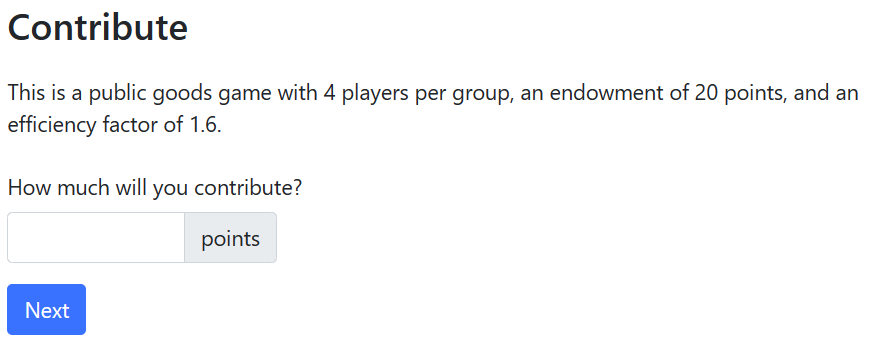 Contribute
This is a public goods game with 4 players per group, an endowment of 20 points, and an
efficiency factor of 1.6.
How much will you contribute?
points
Next